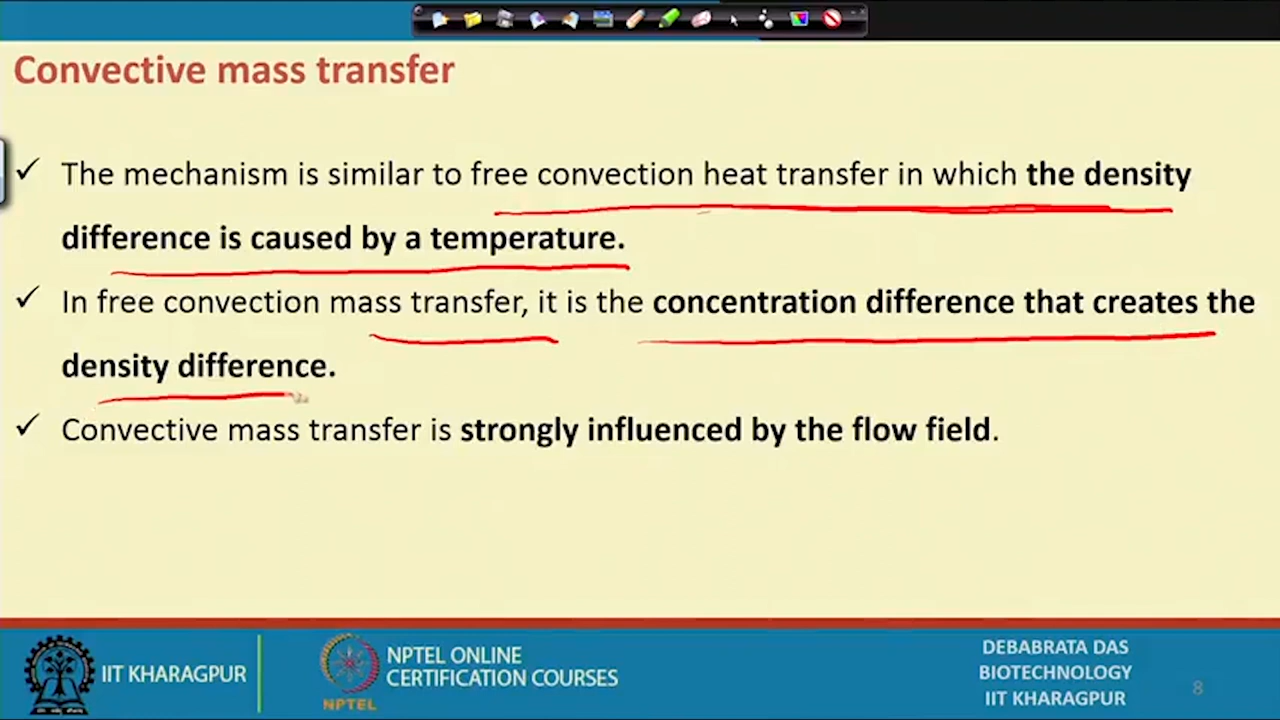 Convective mass transfer
✓ The mechanism is similar to free convection heat transfer in which the density
difference is caused by a temperature.
✓ In free convection mass transfer, it is the concentration difference that creates the
density difference.
✓ Convective mass transfer is strongly influenced by the flow field.
IIT KHARAGPUR
NPTEL
NPTEL ONLINE
CERTIFICATION COURSES
DEBABRATA DAS
BIOTECHNOLOGY
IIT KHARAGPUR
8